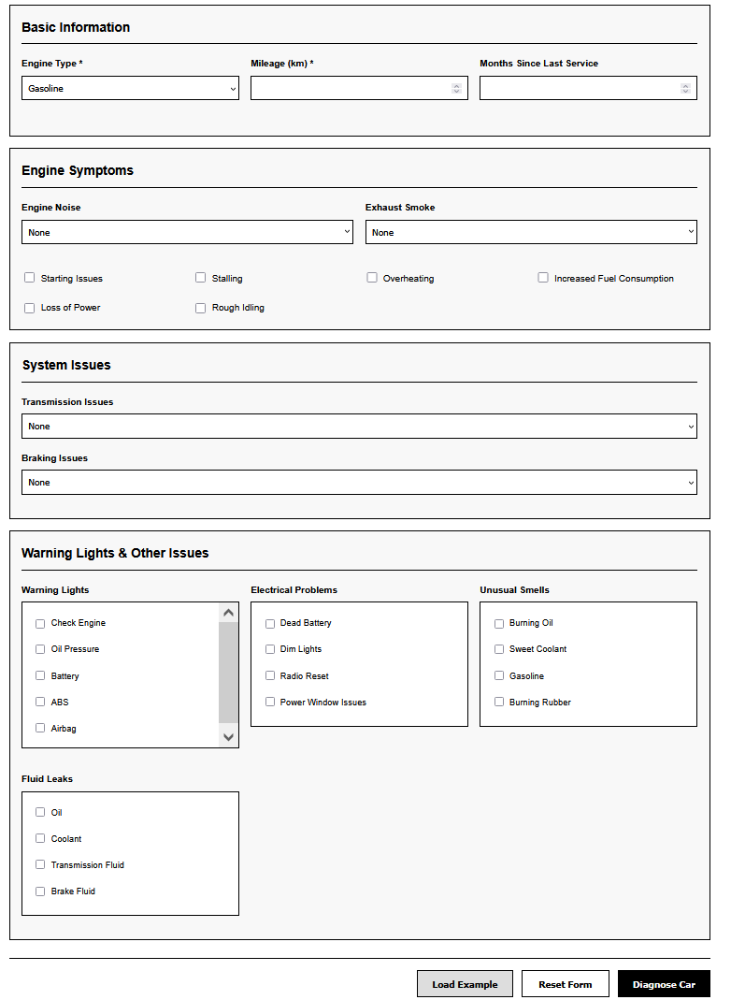 Basic Information
Engine Type * Mileage (km) * Months Since Last Service
Gasoline
Engine Symptoms
Engine Noise Exhaust Smoke
None None
Starting Issues Stalling Overheating Increased Fuel Consumption
Loss of Power Rough Idling
System Issues
Transmission Issues
None
Braking Issues
None
Warning Lights & Other Issues
Warning Lights Electrical Problems Unusual Smells
Check Engine Dead Battery Burning Oil
Oil Pressure Dim Lights Sweet Coolant
Battery Radio Reset Gasoline
ABS Power Window Issues Burning Rubber
Airbag
Fluid Leaks
Oil
Coolant
Transmission Fluid
Brake Fluid
Load Example Reset Form Diagnose Car